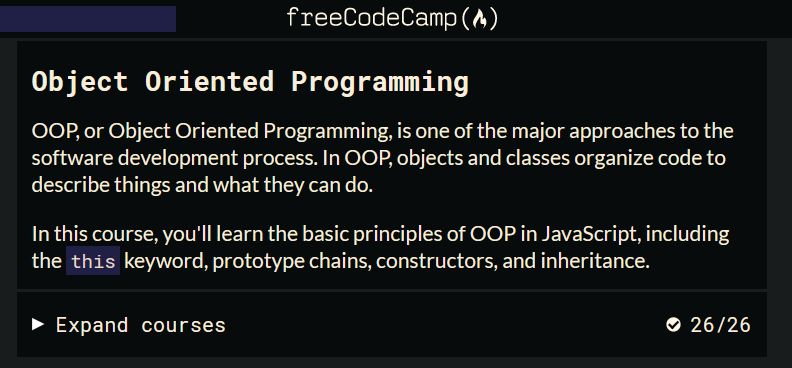 freeCodeCamp(🔥)
Object Oriented Programming
OOP, or Object Oriented Programming, is one of the major approaches to the
software development process. In OOP, objects and classes organize code to
describe things and what they can do.
In this course, you'll learn the basic principles of OOP in JavaScript, including
the this keyword, prototype chains, constructors, and inheritance.
Expand courses
26/26